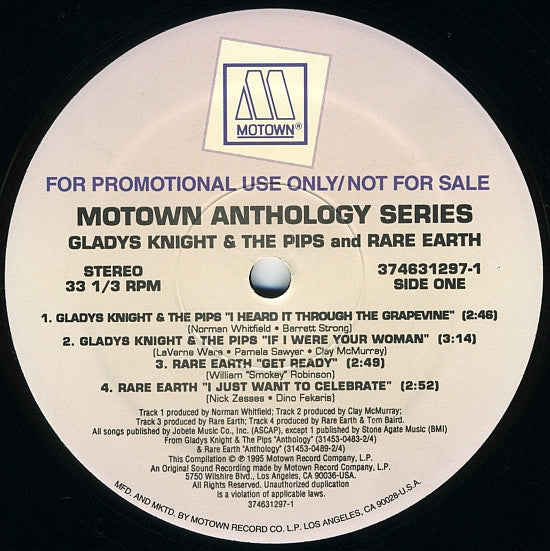 MOTOWN®
FOR PROMOTIONAL USE ONLY/NOT FOR SALE
MOTOWN ANTHOLOGY SERIES
GLADYS KNIGHT & THE PIPS and RARE EARTH
STEREO
33 1/3 RPM
374631297-1
SIDE ONE
1. GLADYS KNIGHT & THE PIPS "I HEARD IT THROUGH THE GRAPEVINE" (2:46)
(Norman Whitfield • Barrett Strong)
2. GLADYS KNIGHT & THE PIPS "IF I WERE YOUR WOMAN" (3:14)
(LaVerne Ware • Pamela Sawyer • Clay McMurray)
3. RARE EARTH "GET READY" (2:49)
(William "Smokey" Robinson)
4. RARE EARTH "I JUST WANT TO CELEBRATE" (2:52)
(Nick Zesses • Dino Fekaris)
Track 1 produced by Norman Whitfield; Track 2 produced by Clay McMurray;
Track 3 produced by Rare Earth; Track 4 produced by Rare Earth & Tom Baird.
All songs published by Jobete Music Co., Inc. (ASCAP), except 1 published by Stone Agate Music (BMI)
From Gladys Knight & The Pips "Anthology" (31453-0483-2/4)
& Rare Earth "Anthology" (31453-0489-2/4)
This Compilation © ℗ 1995 Motown Record Company, L.P.
An Original Sound Recording made by Motown Record Company, L.P.
5750 Wilshire Blvd., Los Angeles, CA 90036-USA.
All Rights Reserved. Unauthorized duplication
is a violation of applicable laws.
374631297-1
MFD. AND MKTD. BY MOTOWN RECORD CO. L.P. LOS ANGELES, CA 90028-U.S.A.